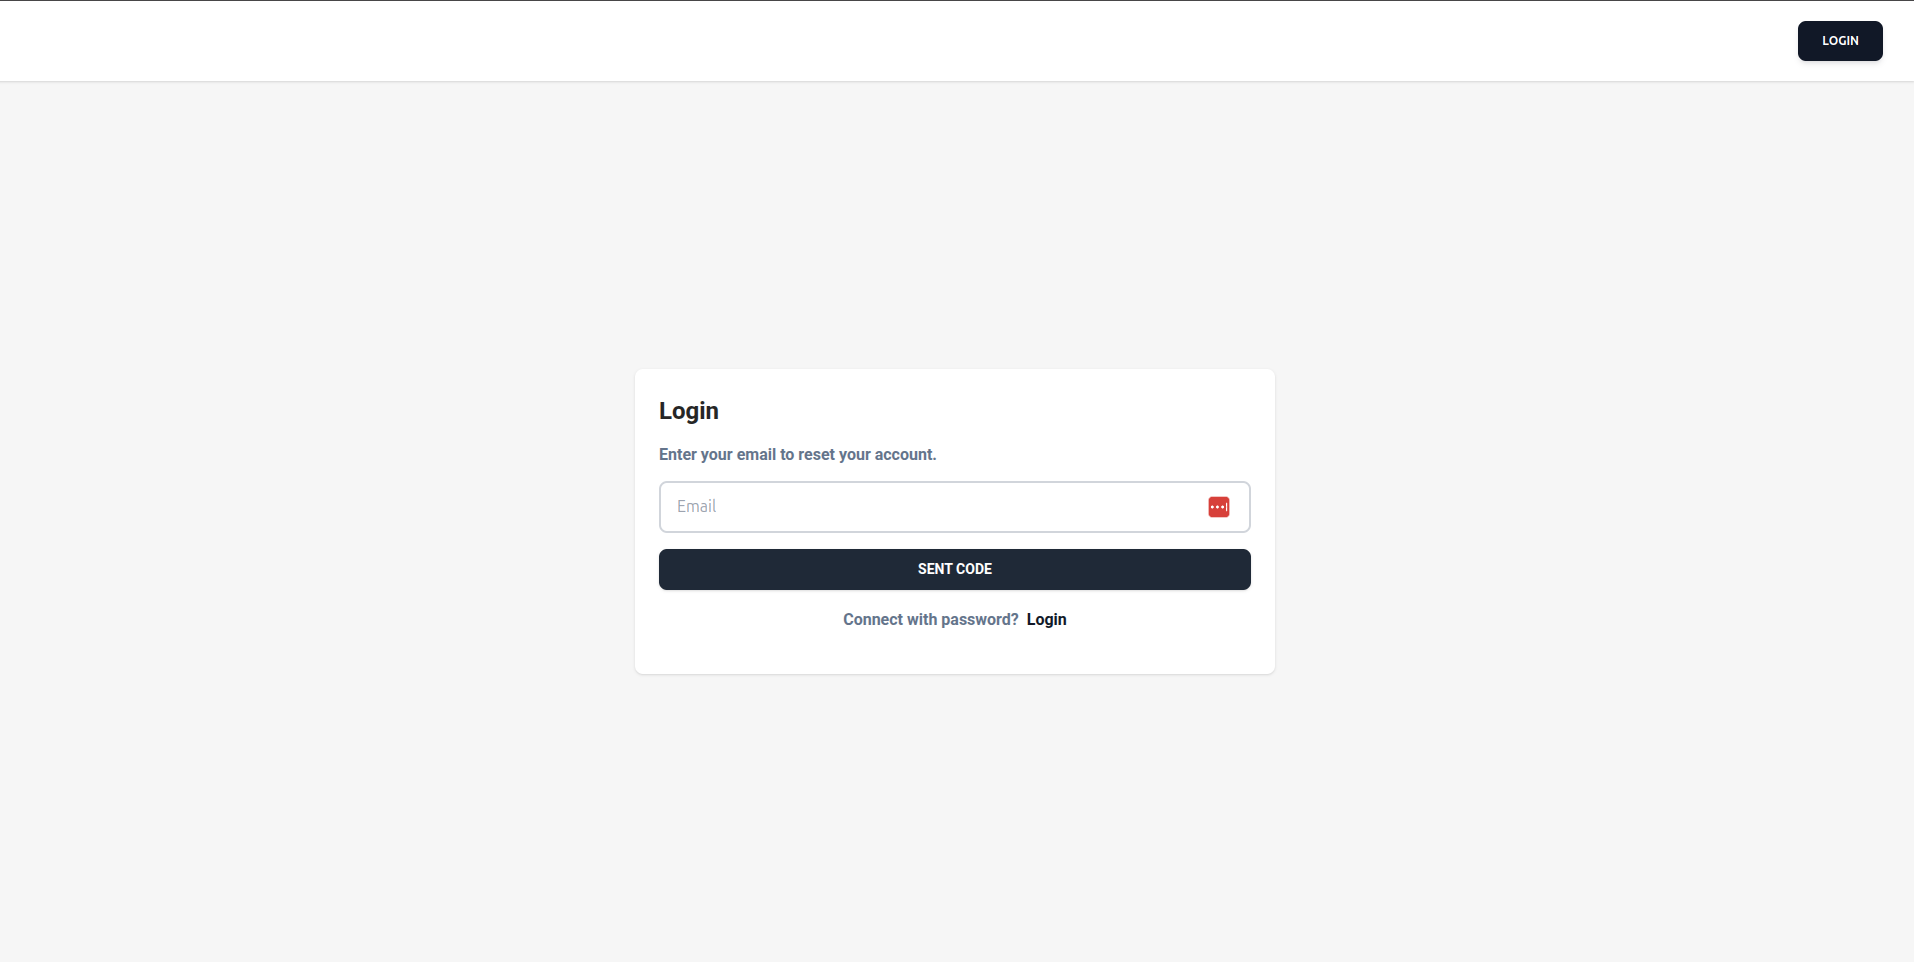 LOGIN
Login
Enter your email to reset your account.
Email
SENT CODE
Connect with password? Login